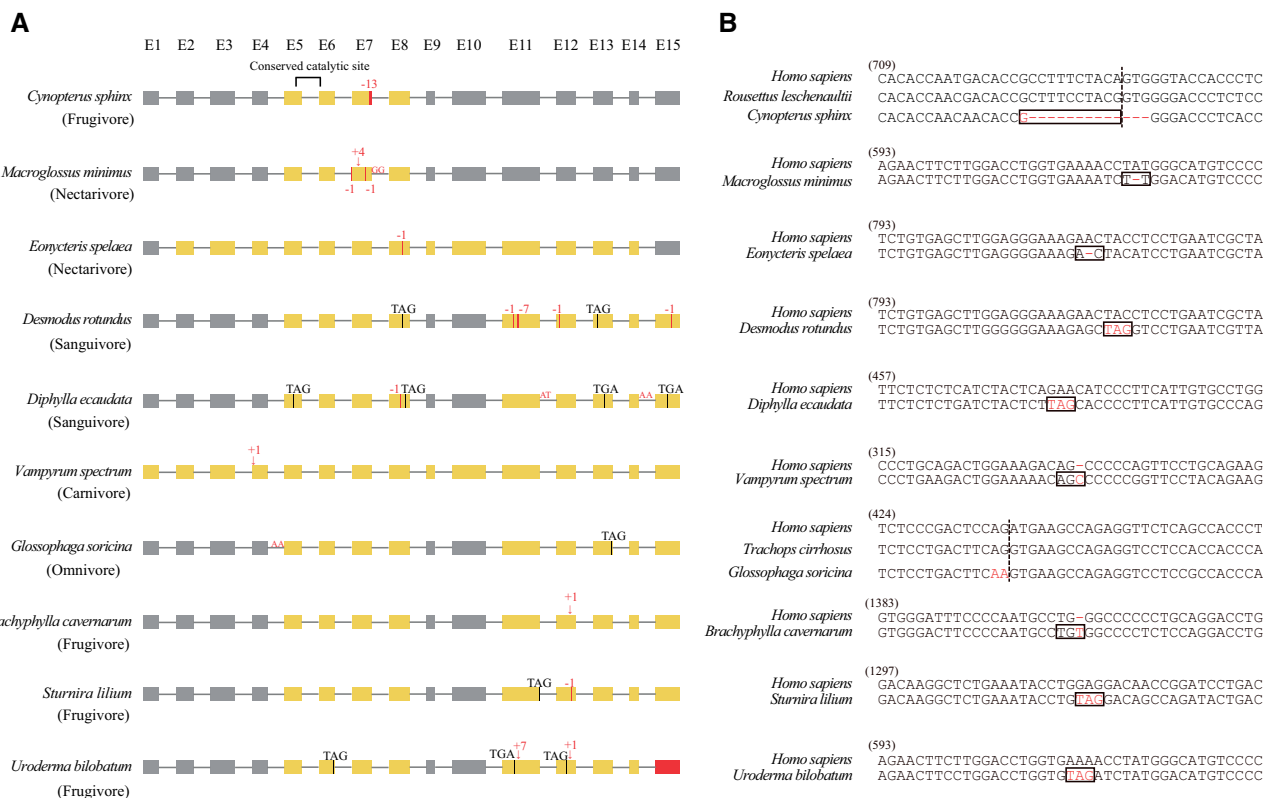 A
E1 E2 E3 E4 E5 E6 E7 E8 E9 E10 E11 E12 E13 E14 E15
Conserved catalytic site
-13
Cynopterus sphinx
(Frugivore)
+4
↓
GG
Macroglossus minimus
-1 -1
(Nectarivore)
-1
Eonycteris spelaea
(Nectarivore)
TAG -1 -7 -1 TAG -1
Desmodus rotundus
(Sanguivore)
TAG -1 TAG AT TGA AA TGA
Diphylla ecaudata
(Sanguivore)
+1
↓
Vampyrum spectrum
(Carnivore)
AA TAG
Glossophaga soricina
(Omnivore)
+1
↓
achyphylla cavernarum
(Frugivore)
TAG -1
Sturnira lilium
(Frugivore)
TAG TGA +7 ↓ TAG +1 ↓
Uroderma bilobatum
(Frugivore)
B
(709)
Homo sapiens CACACCAATGACACCGCCTTTCTACAGTGGGTACCACCCTC
Rousettus leschenaultii CACACCAACGACACCGCTTTCCTACGGTGGGGACCCTCTCC
Cynopterus sphinx CACACCAACAACACCG--------------GGGACCCTCACC
(593)
Homo sapiens AGAACTTCTTGGACCTGGTGAAAACCTATGGGCATGTCCCC
Macroglossus minimus AGAACTTCTTGGACCTGGTGAAAATCT-TGGACATGTCCCC
(793)
Homo sapiens TCTGTGAGCTTGGAGGGAAAGAACTACCTCCTGAATCGCTA
Eonycteris spelaea TCTGTGAGCTTGAGGGGAAAGA-CTACATCCTGAATCGCTA
(793)
Homo sapiens TCTGTGAGCTTGGAGGGAAAGAACTACCTCCTGAATCGCTA
Desmodus rotundus TCTGTGAGCTTGGGGGGAAAGAGCTAGGTCCTGAATCGTTA
(457)
Homo sapiens TTCTCTCTCATCTACTCAGAACATCCCTTCATTGTGCCTGG
Diphylla ecaudata TTCTCTCTGATCTACTCTTAGCACCCCTTCATTGTGCCCAG
(315)
Homo sapiens CCCTGCAGACTGGAAAGACAG-CCCCCAGTTCCTGCAGAAG
Vampyrum spectrum CCCTGAAGACTGGAAAAACAGCCCCCCGGTTCCTACAGAAG
(424)
Homo sapiens TCTCCCGACTCCAGATGAAGCCAGAGGTTCTCAGCCACCCT
Trachops cirrhosus TCTCCTGACTTCAGGTGAAGCCAGAGGTCCTCCACCACCCA
Glossophaga soricina TCTCCTGACTTCAAGTGAAGCCAGAGGTCCTCCGCCACCCA
(1383)
Homo sapiens GTGGGATTTCCCCAATGCCTG-GGCCCCCCTGCAGGACCTG
Brachyphylla cavernarum GTGGGACTTCCCCAATGCCTGTGGCCCCTCTCCAGGACCTG
(1297)
Homo sapiens GACAAGGCTCTGAAATACCTGGAGGACAACCGGATCCTGAC
Sturnira lilium GACAAGGCTCTGAAATACCTGTAGGACAGCCAGATACTGAC
(593)
Homo sapiens AGAACTTCTTGGACCTGGTGAAAACCTATGGGCATGTCCCC
Uroderma bilobatum AGAACTTCCTGGACCTGGTGTAGATCTATGGACATGTCCCC